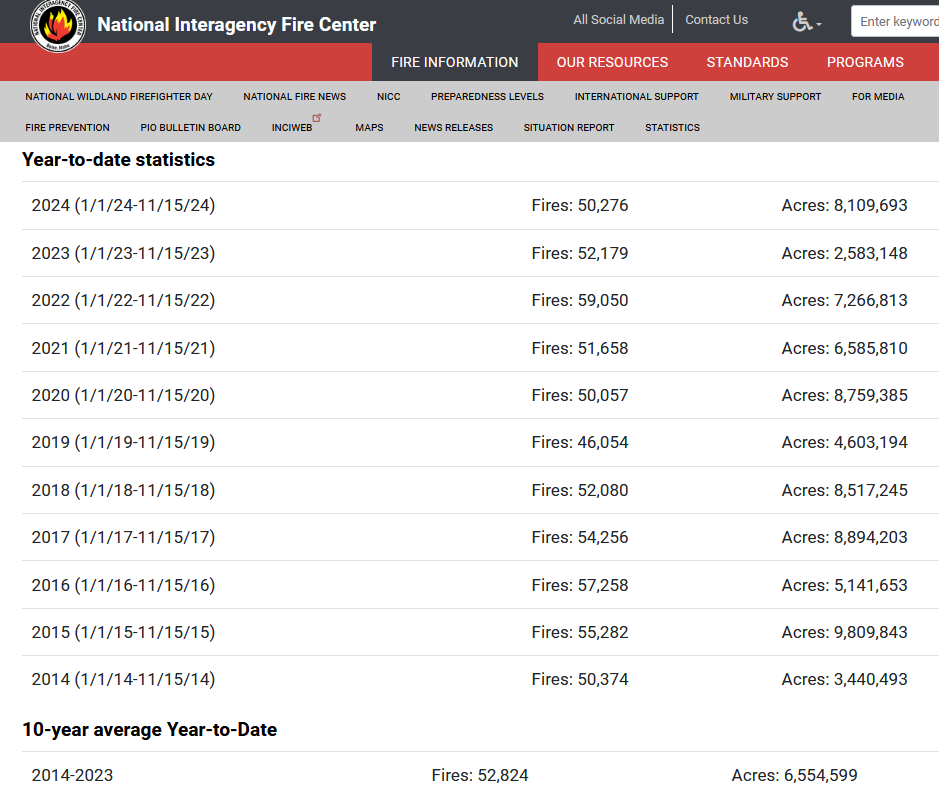 NATIONAL INTERAGENCY FIRE CENTER
Boise, Idaho
National Interagency Fire Center
All Social Media
Contact Us
Enter keyword
FIRE INFORMATION
OUR RESOURCES
STANDARDS
PROGRAMS
NATIONAL WILDLAND FIREFIGHTER DAY
NATIONAL FIRE NEWS
NICC
PREPAREDNESS LEVELS
INTERNATIONAL SUPPORT
MILITARY SUPPORT
FOR MEDIA
FIRE PREVENTION
PIO BULLETIN BOARD
INCIWEB
MAPS
NEWS RELEASES
SITUATION REPORT
STATISTICS
Year-to-date statistics
2024 (1/1/24-11/15/24) Fires: 50,276 Acres: 8,109,693
2023 (1/1/23-11/15/23) Fires: 52,179 Acres: 2,583,148
2022 (1/1/22-11/15/22) Fires: 59,050 Acres: 7,266,813
2021 (1/1/21-11/15/21) Fires: 51,658 Acres: 6,585,810
2020 (1/1/20-11/15/20) Fires: 50,057 Acres: 8,759,385
2019 (1/1/19-11/15/19) Fires: 46,054 Acres: 4,603,194
2018 (1/1/18-11/15/18) Fires: 52,080 Acres: 8,517,245
2017 (1/1/17-11/15/17) Fires: 54,256 Acres: 8,894,203
2016 (1/1/16-11/15/16) Fires: 57,258 Acres: 5,141,653
2015 (1/1/15-11/15/15) Fires: 55,282 Acres: 9,809,843
2014 (1/1/14-11/15/14) Fires: 50,374 Acres: 3,440,493
10-year average Year-to-Date
2014-2023 Fires: 52,824 Acres: 6,554,599